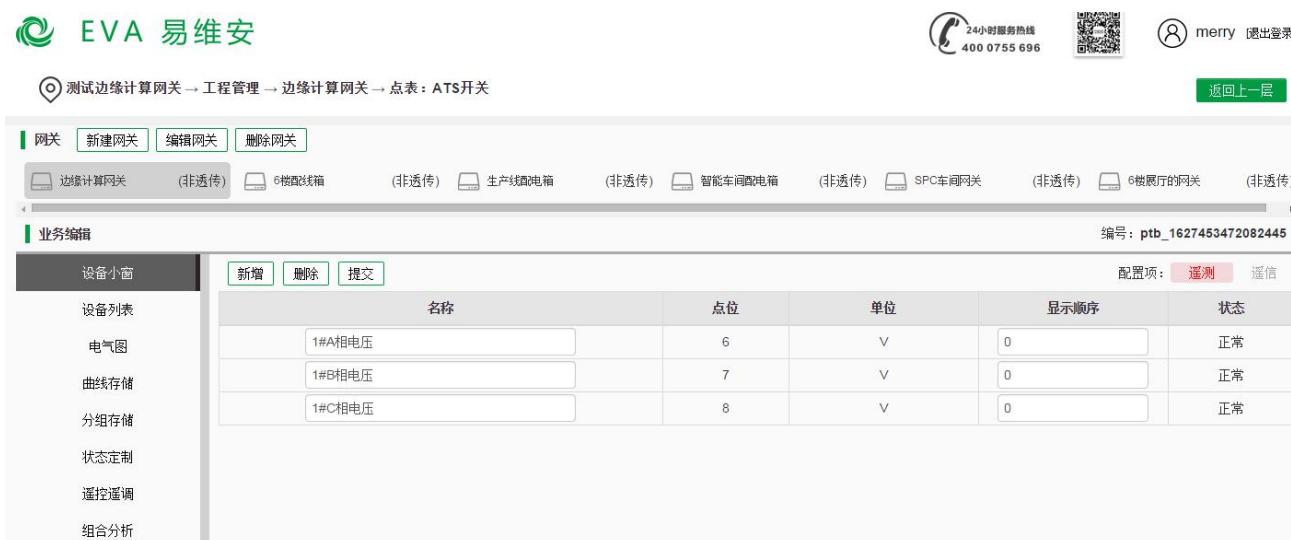 EVA 易维安
24小时服务热线
400 0755 696
merry
测试边缘计算网关 → 工程管理 → 边缘计算网关 → 点表：ATS开关
返回上一层
网关 新建网关 编辑网关 删除网关
边缘计算网关 (非透传) 6楼配线箱 (非透传) 生产线配电箱 (非透传) 智能车间配电箱 (非透传) SPC车间网关 (非透传) 6楼展厅的网关 (非透传
业务编辑 编号：ptb_1627453472082445
设备小窗 新增 删除 提交 配置项： 遥测 遥信
设备列表 名称 点位 单位 显示顺序 状态
电气图 1#A相电压 6 V 0 正常
曲线存储 1#B相电压 7 V 0 正常
分组存储 1#C相电压 8 V 0 正常
状态定制
遥控遥调
组合分析